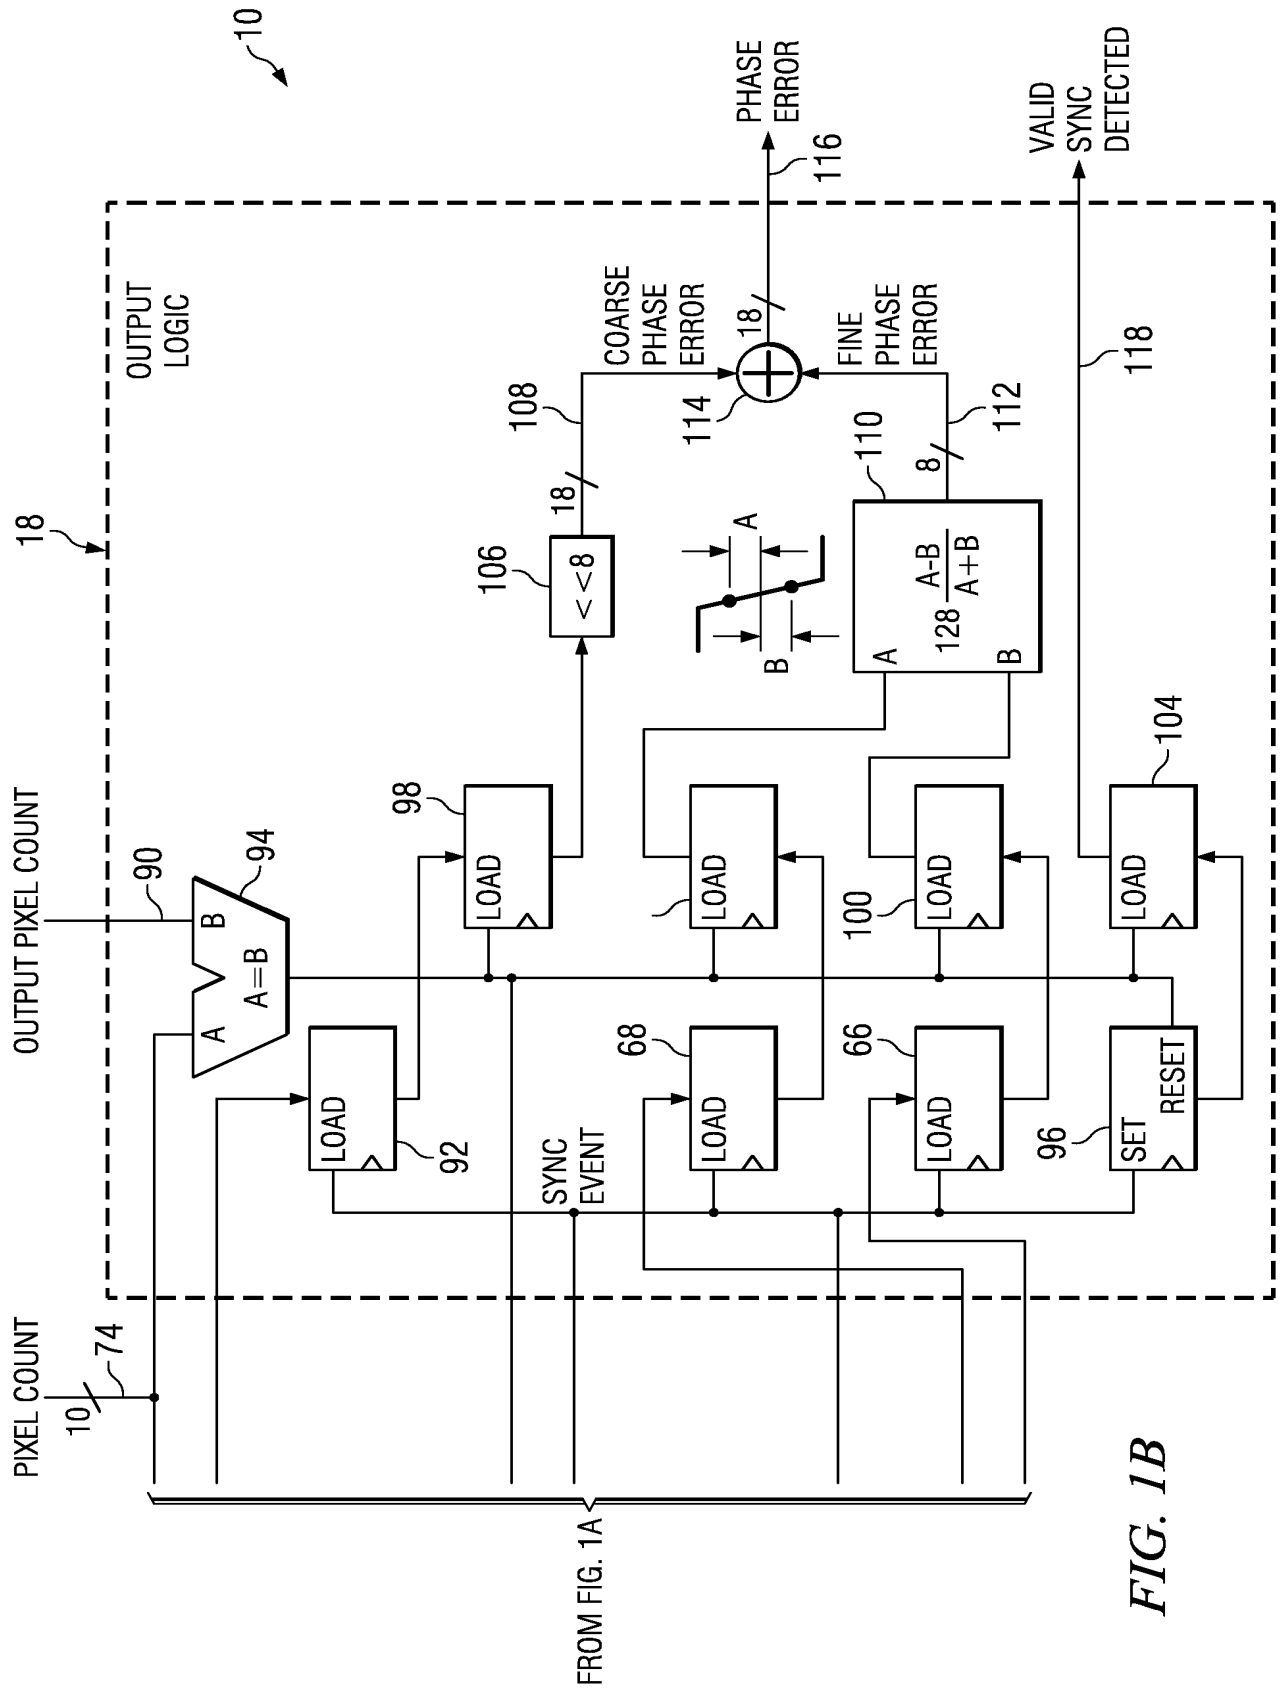 10
18
OUTPUT
LOGIC
PIXEL COUNT
10
74
OUTPUT PIXEL COUNT
90
A
B
A=B
94
LOAD
92
LOAD
98
106
<<8
18
108
COARSE
PHASE
ERROR
SYNC
EVENT
LOAD
68
LOAD
A
B
114
18
PHASE
ERROR
116
LOAD
66
LOAD
100
A
B
128 A-B
A+B
110
8
112
FINE
PHASE
ERROR
SET
RESET
96
LOAD
104
118
VALID
SYNC
DETECTED
FROM FIG. 1A
FIG. 1B